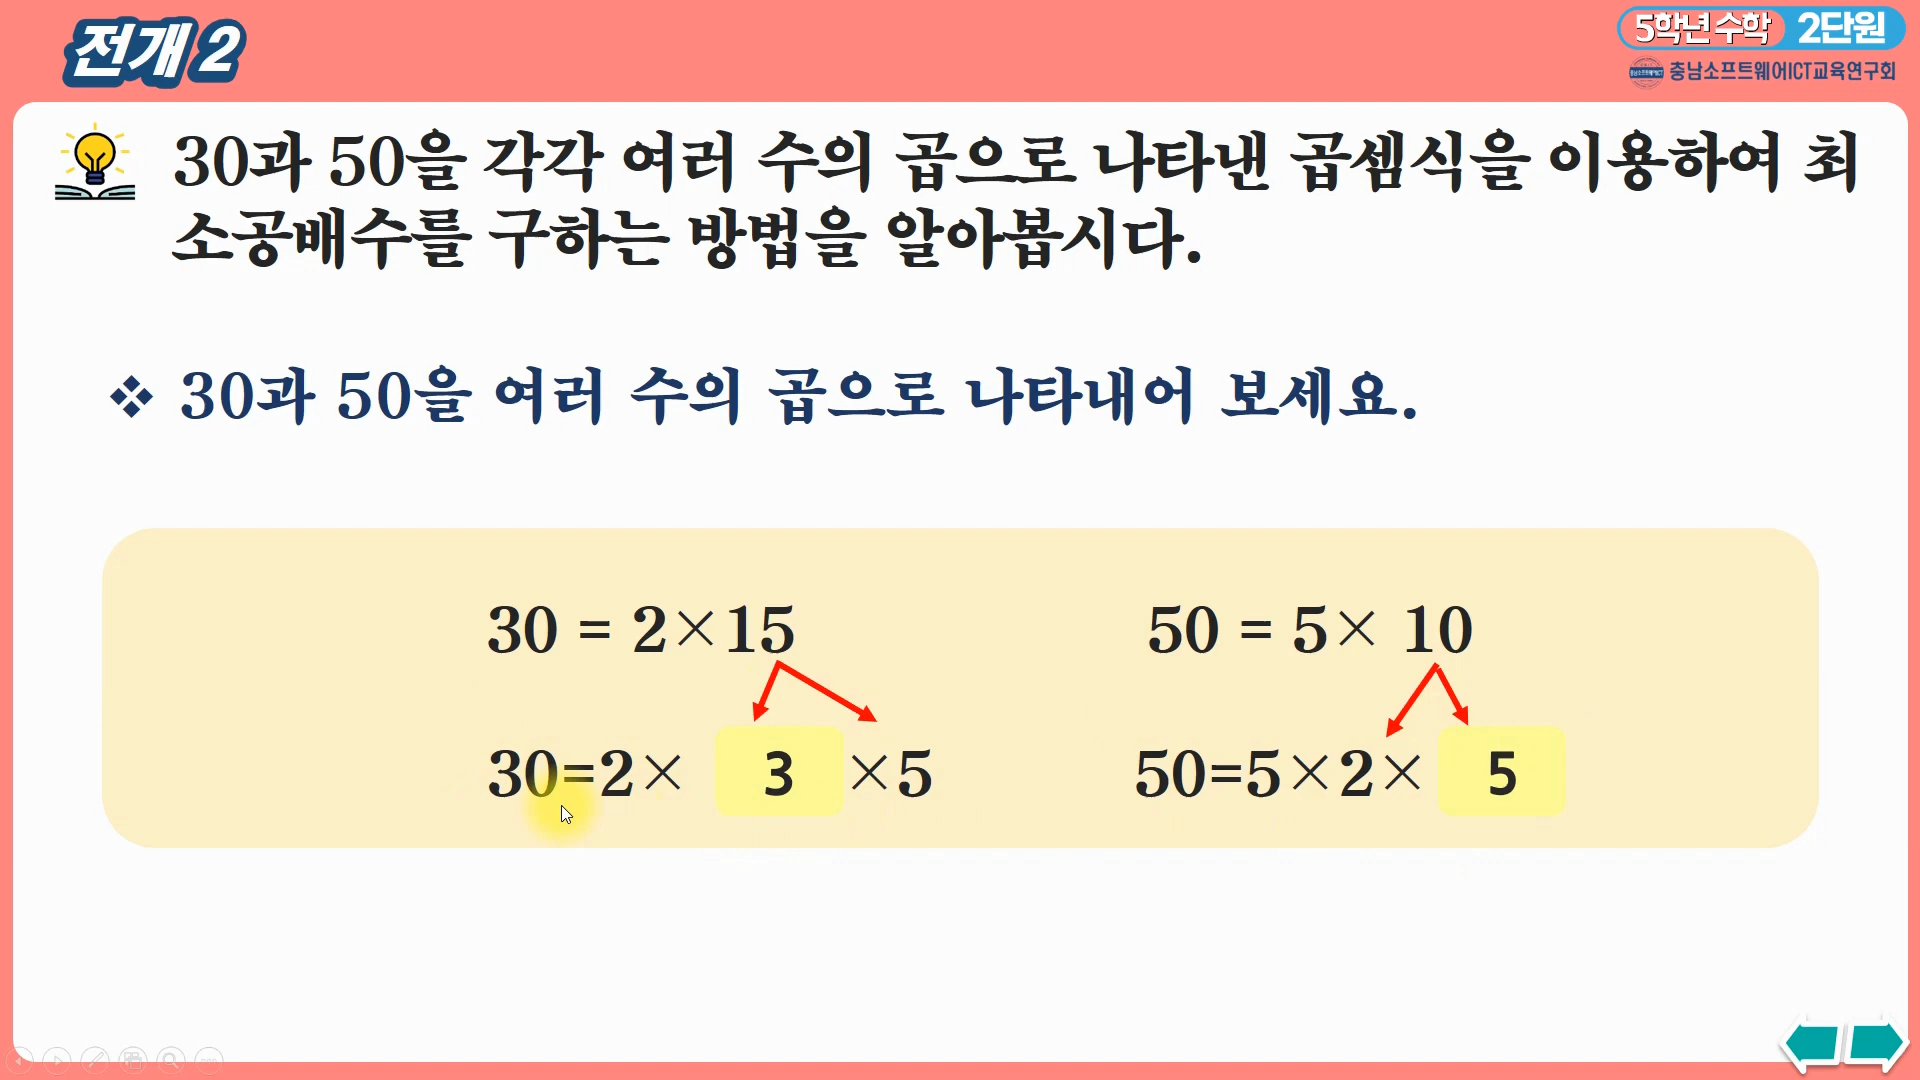 전개 2
5학년 수학 2단원
충남소프트웨어ICT교육연구회
30과 50을 각각 여러 수의 곱으로 나타낸 곱셈식을 이용하여 최
소공배수를 구하는 방법을 알아봅시다.
❖ 30과 50을 여러 수의 곱으로 나타내어 보세요.
30 = 2×15
50 = 5× 10
30=2× 3 ×5
50=5×2× 5